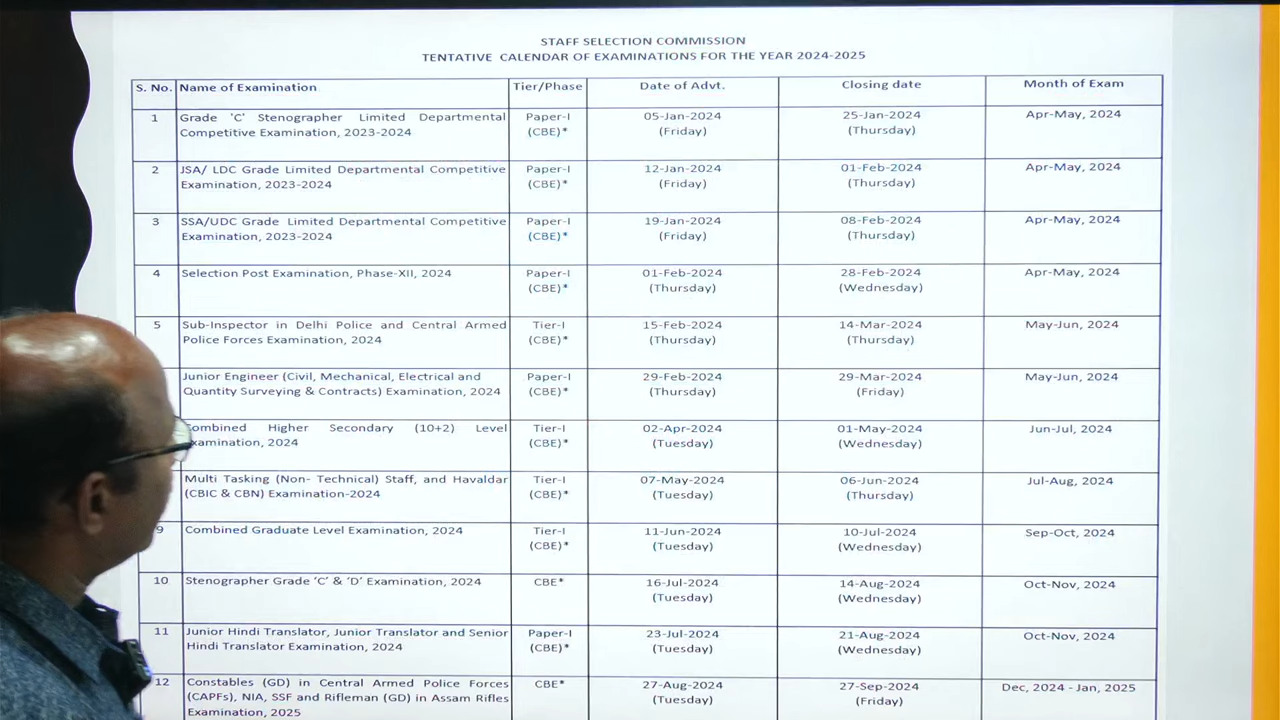 STAFF SELECTION COMMISSION
TENTATIVE CALENDAR OF EXAMINATIONS FOR THE YEAR 2024-2025
S. No. Name of Examination Tier/Phase Date of Advt. Closing date Month of Exam
1 Grade 'C' Stenographer Limited Departmental Paper-I 05-Jan-2024 25-Jan-2024 Apr-May, 2024
Competitive Examination, 2023-2024 (CBE)* (Friday) (Thursday)
2 JSA/ LDC Grade Limited Departmental Competitive Paper-I 12-Jan-2024 01-Feb-2024 Apr-May, 2024
Examination, 2023-2024 (CBE)* (Friday) (Thursday)
3 SSA/UDC Grade Limited Departmental Competitive Paper-I 19-Jan-2024 08-Feb-2024 Apr-May, 2024
Examination, 2023-2024 (CBE)* (Friday) (Thursday)
4 Selection Post Examination, Phase-XII, 2024 Paper-I 01-Feb-2024 28-Feb-2024 Apr-May, 2024
(CBE)* (Thursday) (Wednesday)
5 Sub-Inspector in Delhi Police and Central Armed Tier-I 15-Feb-2024 14-Mar-2024 May-Jun, 2024
Police Forces Examination, 2024 (CBE)* (Thursday) (Thursday)
Junior Engineer (Civil, Mechanical, Electrical and Paper-I 29-Feb-2024 29-Mar-2024 May-Jun, 2024
Quantity Surveying & Contracts) Examination, 2024 (CBE)* (Thursday) (Friday)
Combined Higher Secondary (10+2) Level Tier-I 02-Apr-2024 01-May-2024 Jun-Jul, 2024
Examination, 2024 (CBE)* (Tuesday) (Wednesday)
Multi Tasking (Non- Technical) Staff, and Havaldar Tier-I 07-May-2024 06-Jun-2024 Jul-Aug, 2024
(CBIC & CBN) Examination-2024 (CBE)* (Tuesday) (Thursday)
9 Combined Graduate Level Examination, 2024 Tier-I 11-Jun-2024 10-Jul-2024 Sep-Oct, 2024
(CBE)* (Tuesday) (Wednesday)
10 Stenographer Grade 'C' & 'D' Examination, 2024 CBE* 16-Jul-2024 14-Aug-2024 Oct-Nov, 2024
(Tuesday) (Wednesday)
11 Junior Hindi Translator, Junior Translator and Senior Paper-I 23-Jul-2024 21-Aug-2024 Oct-Nov, 2024
Hindi Translator Examination, 2024 (CBE)* (Tuesday) (Wednesday)
12 Constables (GD) in Central Armed Police Forces CBE* 27-Aug-2024 27-Sep-2024 Dec, 2024 - Jan, 2025
(CAPFs), NIA, SSF and Rifleman (GD) in Assam Rifles (Tuesday) (Friday)
Examination, 2025